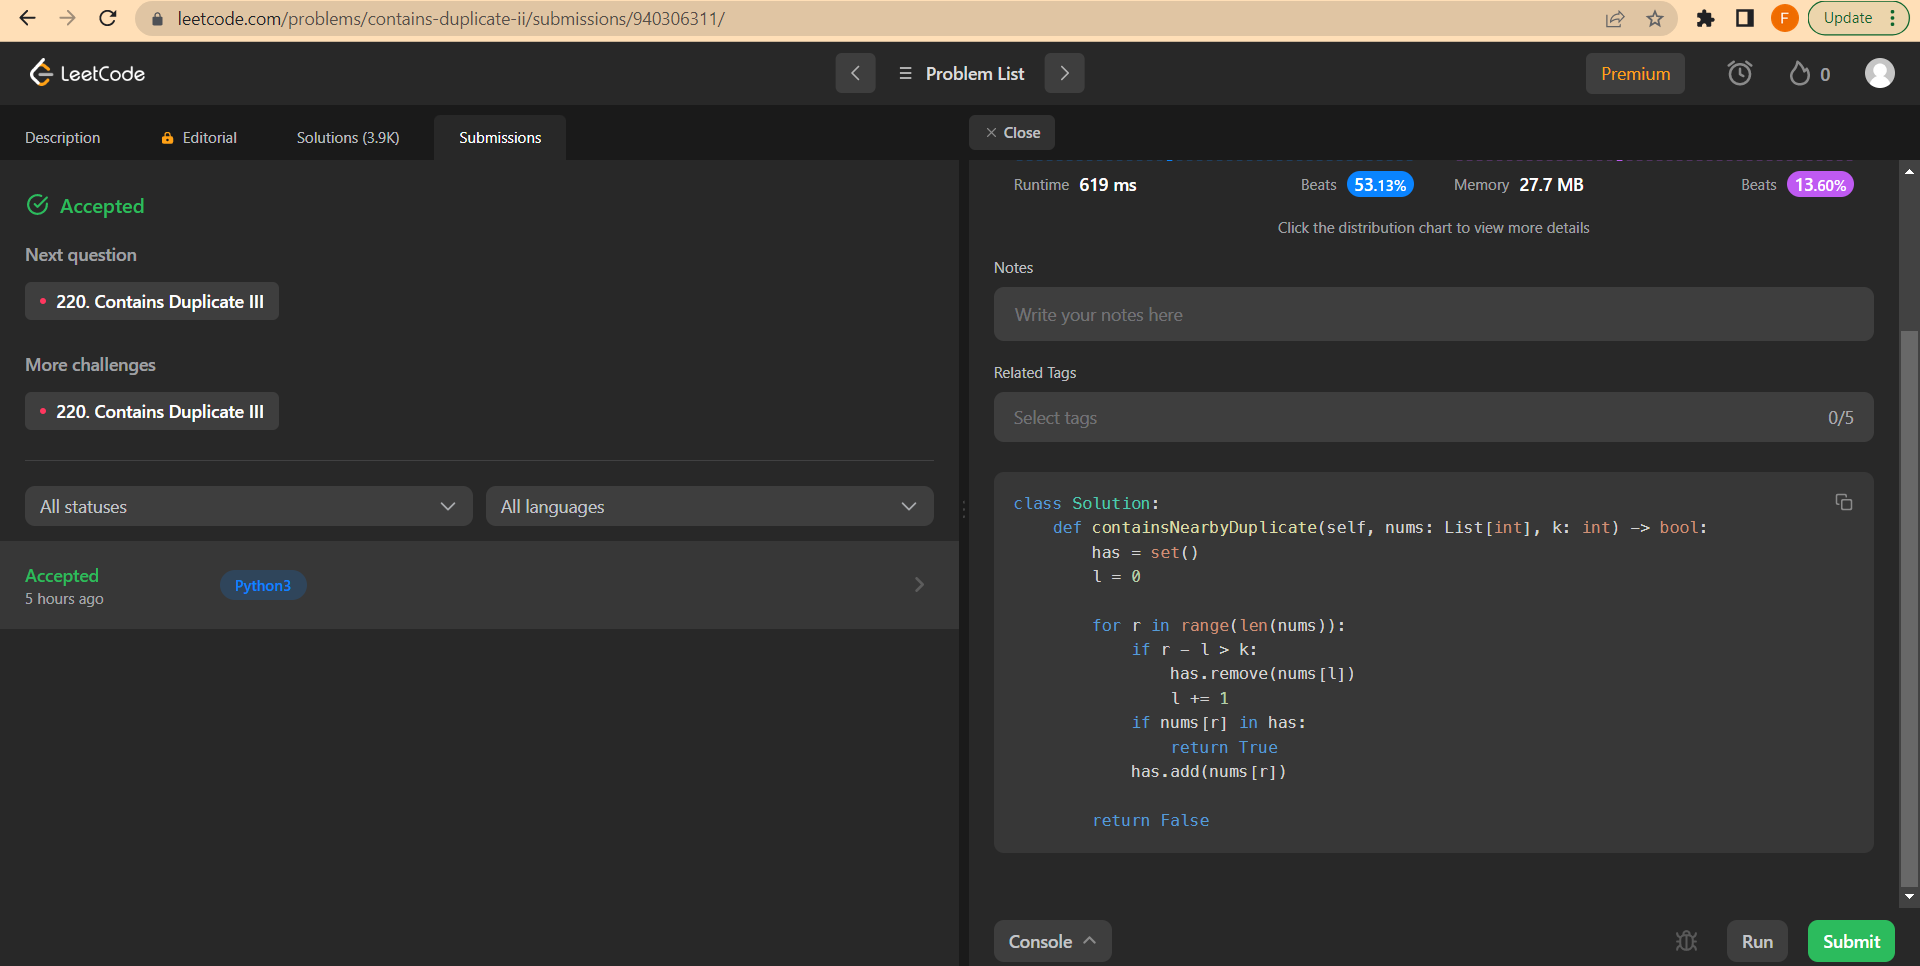 leetcode.com/problems/contains-duplicate-ii/submissions/940306311/
F
Update
LeetCode
Problem List
Premium
0
Description
Editorial
Solutions (3.9K)
Submissions
Close
Accepted
Next question
220. Contains Duplicate III
More challenges
220. Contains Duplicate III
All statuses
All languages
Accepted
5 hours ago
Python3
Runtime 619 ms
Beats 53.13%
Memory 27.7 MB
Beats 13.60%
Click the distribution chart to view more details
Notes
Write your notes here
Related Tags
Select tags
0/5
class Solution:
    def containsNearbyDuplicate(self, nums: List[int], k: int) -> bool:
        has = set()
        l = 0

        for r in range(len(nums)):
            if r - l > k:
                has.remove(nums[l])
                l += 1
            if nums[r] in has:
                return True
            has.add(nums[r])

        return False
Console
Run
Submit